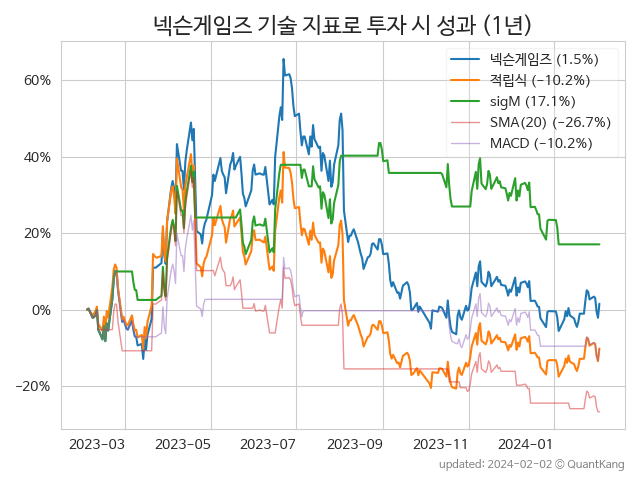 넥슨게임즈 기술 지표로 투자 시 성과 (1년)
넥슨게임즈 (1.5%)
적립식 (−10.2%)
sigM (17.1%)
SMA(20) (−26.7%)
MACD (−10.2%)
60%
40%
20%
0%
−20%
2023-03
2023-05
2023-07
2023-09
2023-11
2024-01
updated: 2024-02-02 © QuantKang